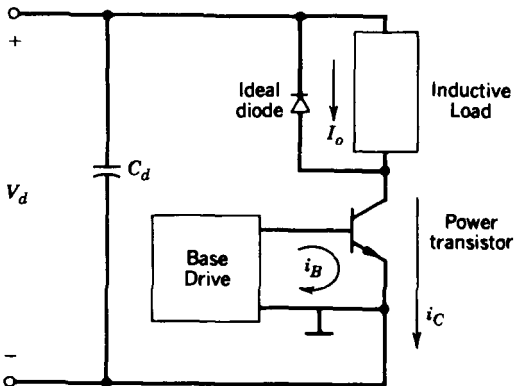 +
Ideal
diode
I_o
Inductive
Load
C_d
V_d
Base
Drive
i_B
Power
transistor
i_C
−